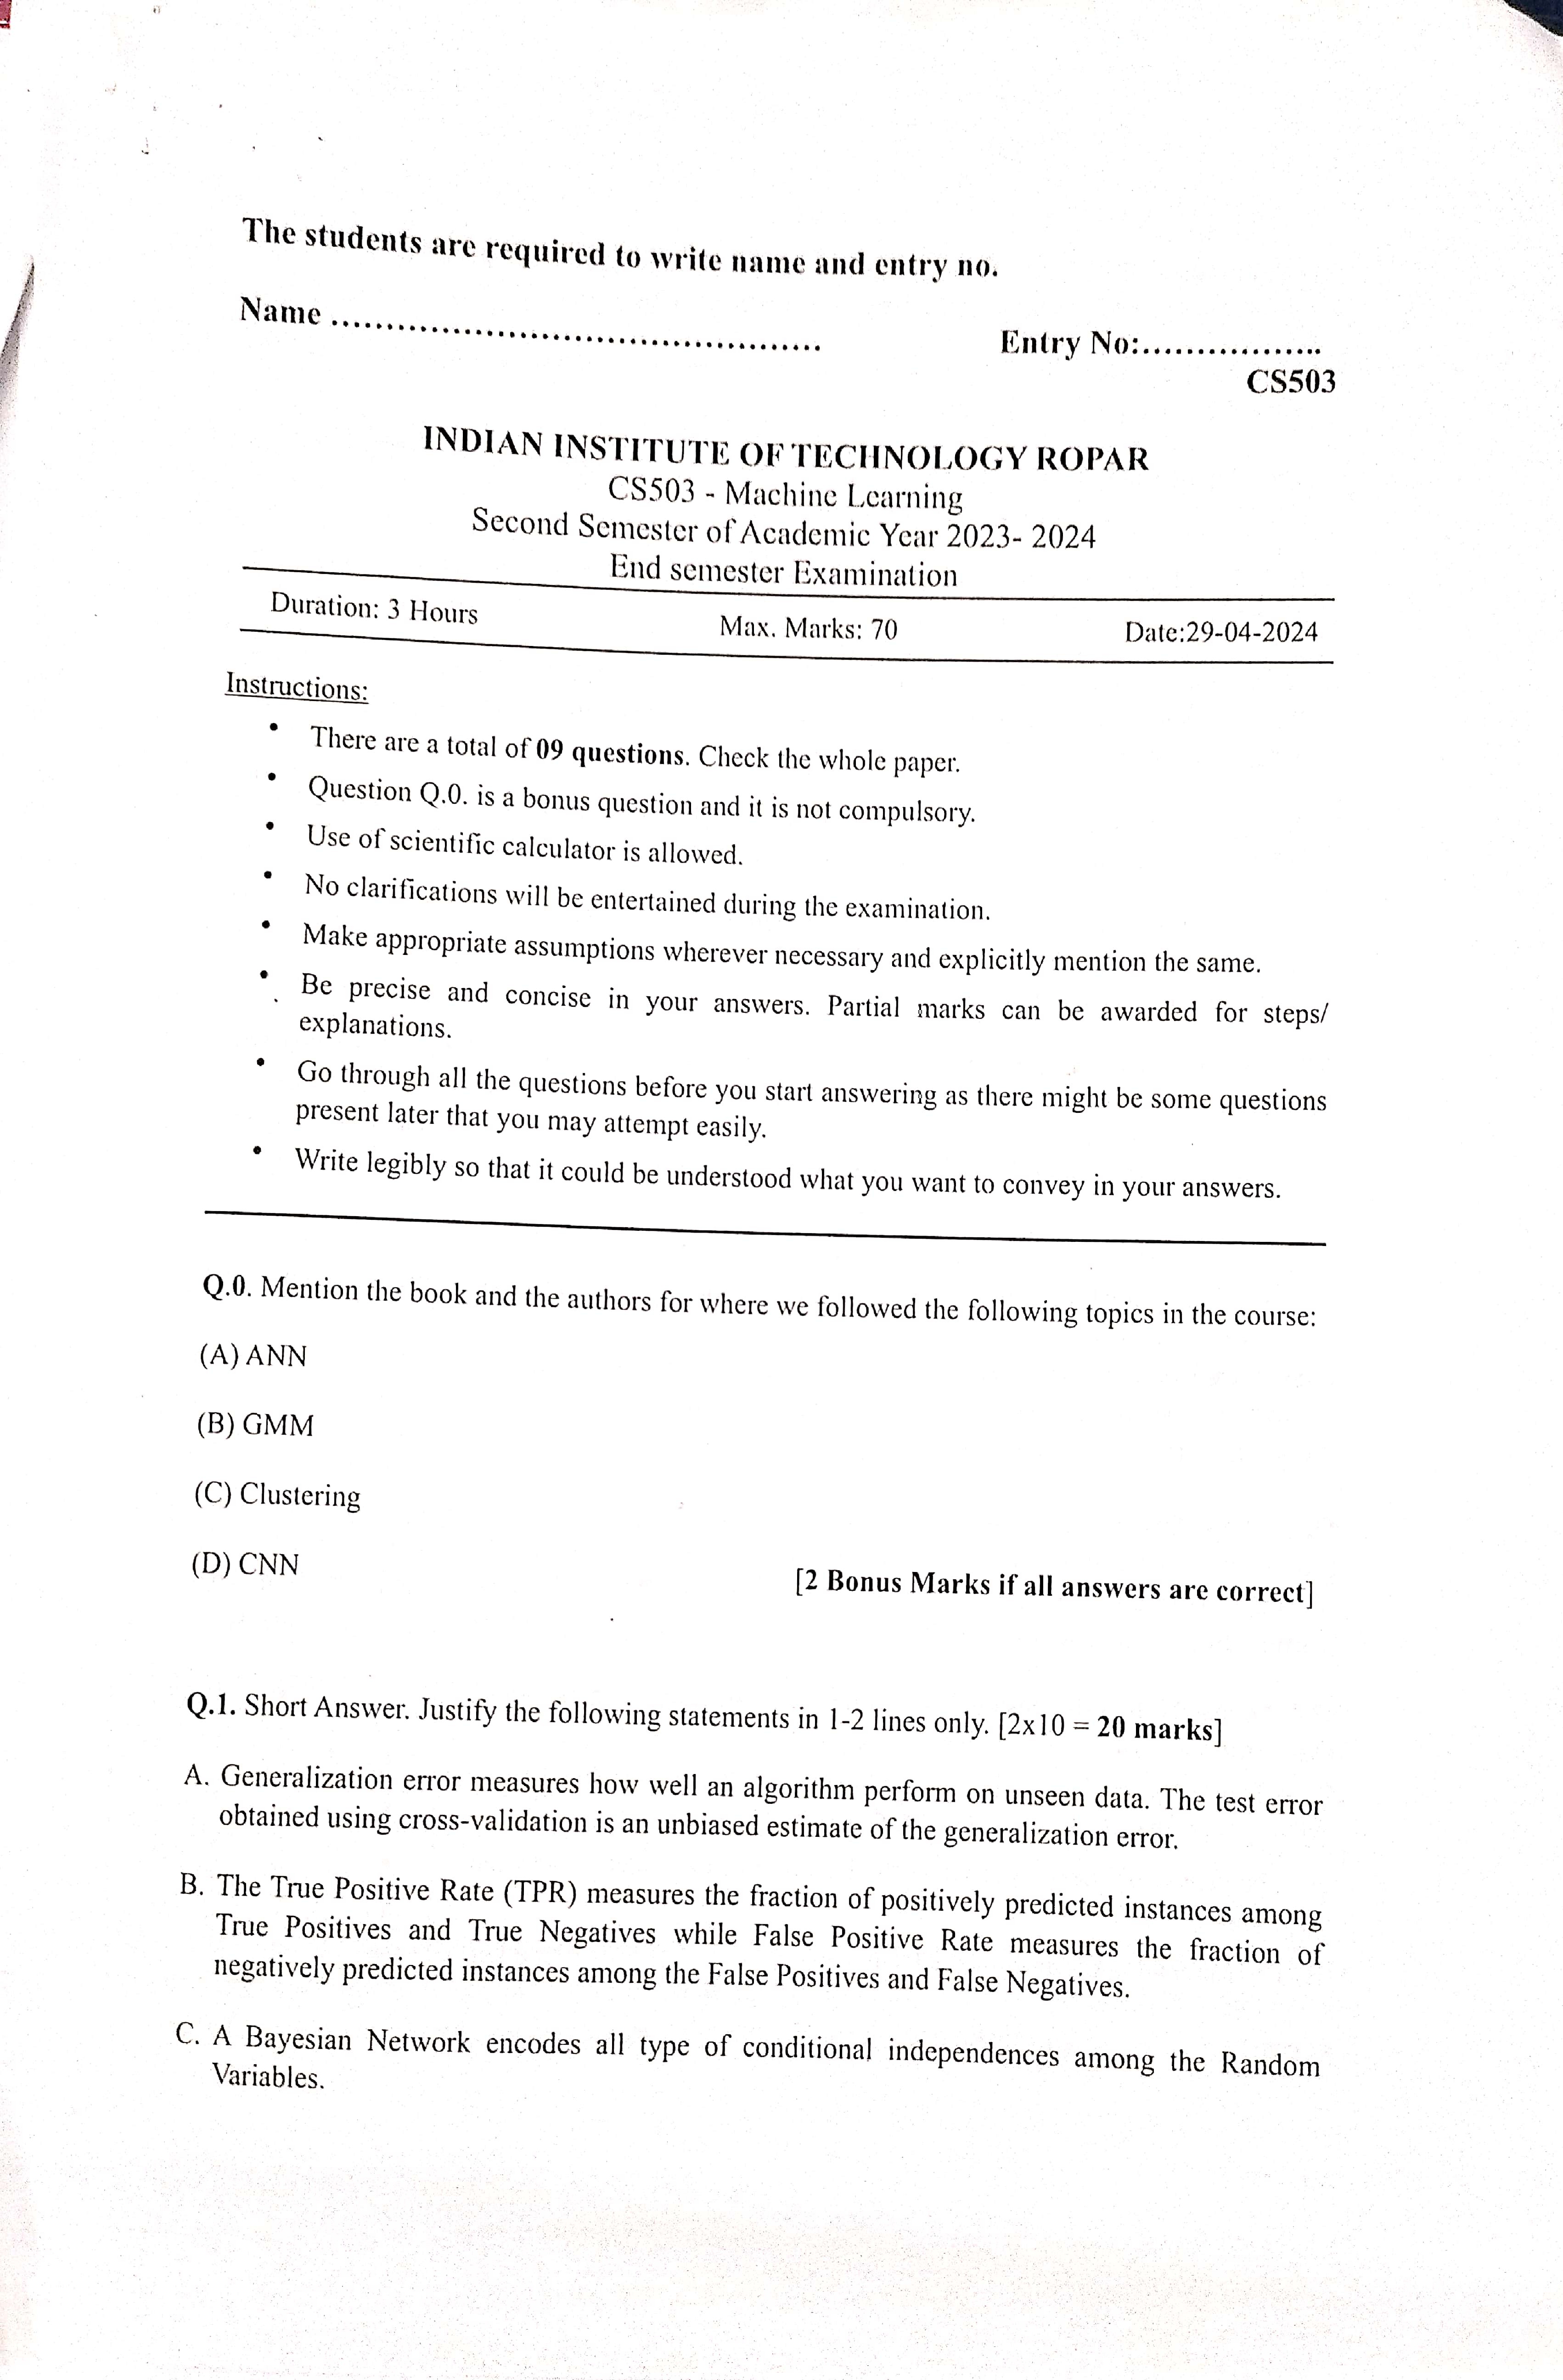 The students are required to write name and entry no.
Name ............................................
Entry No:..................
CS503
INDIAN INSTITUTE OF TECHNOLOGY ROPAR
CS503 - Machine Learning
Second Semester of Academic Year 2023- 2024
End semester Examination
Duration: 3 Hours Max. Marks: 70 Date:29-04-2024
Instructions:
• There are a total of 09 questions. Check the whole paper.
• Question Q.0. is a bonus question and it is not compulsory.
• Use of scientific calculator is allowed.
• No clarifications will be entertained during the examination.
• Make appropriate assumptions wherever necessary and explicitly mention the same.
• Be precise and concise in your answers. Partial marks can be awarded for steps/
explanations.
• Go through all the questions before you start answering as there might be some questions
present later that you may attempt easily.
• Write legibly so that it could be understood what you want to convey in your answers.
Q.0. Mention the book and the authors for where we followed the following topics in the course:
(A) ANN
(B) GMM
(C) Clustering
(D) CNN
[2 Bonus Marks if all answers are correct]
Q.1. Short Answer. Justify the following statements in 1-2 lines only. [2x10 = 20 marks]
A. Generalization error measures how well an algorithm perform on unseen data. The test error
obtained using cross-validation is an unbiased estimate of the generalization error.
B. The True Positive Rate (TPR) measures the fraction of positively predicted instances among
True Positives and True Negatives while False Positive Rate measures the fraction of
negatively predicted instances among the False Positives and False Negatives.
C. A Bayesian Network encodes all type of conditional independences among the Random
Variables.